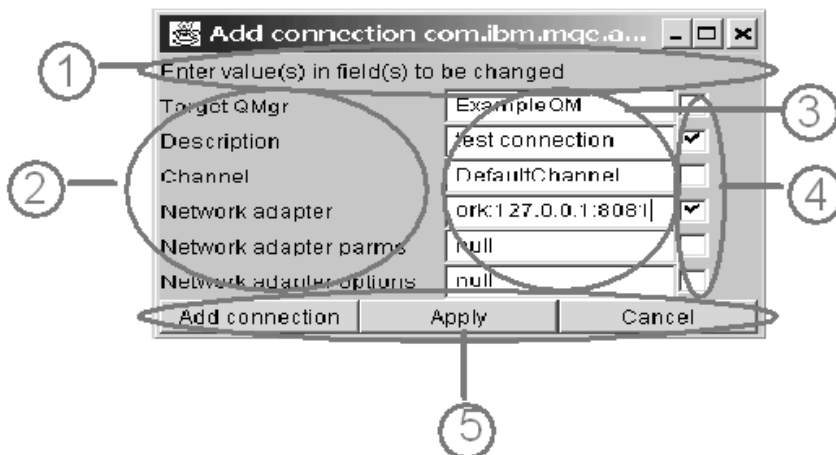 Add connection com.ibm.mqe.a...
1
Enter value(s) in field(s) to be changed
Target QMgr ExampleQM
3
Description test connection
2
Channel DefaultChannel
4
Network adapter ork:127.0.0.1:8081
Network adapter parms null
Network adapter options null
Add connection Apply Cancel
5